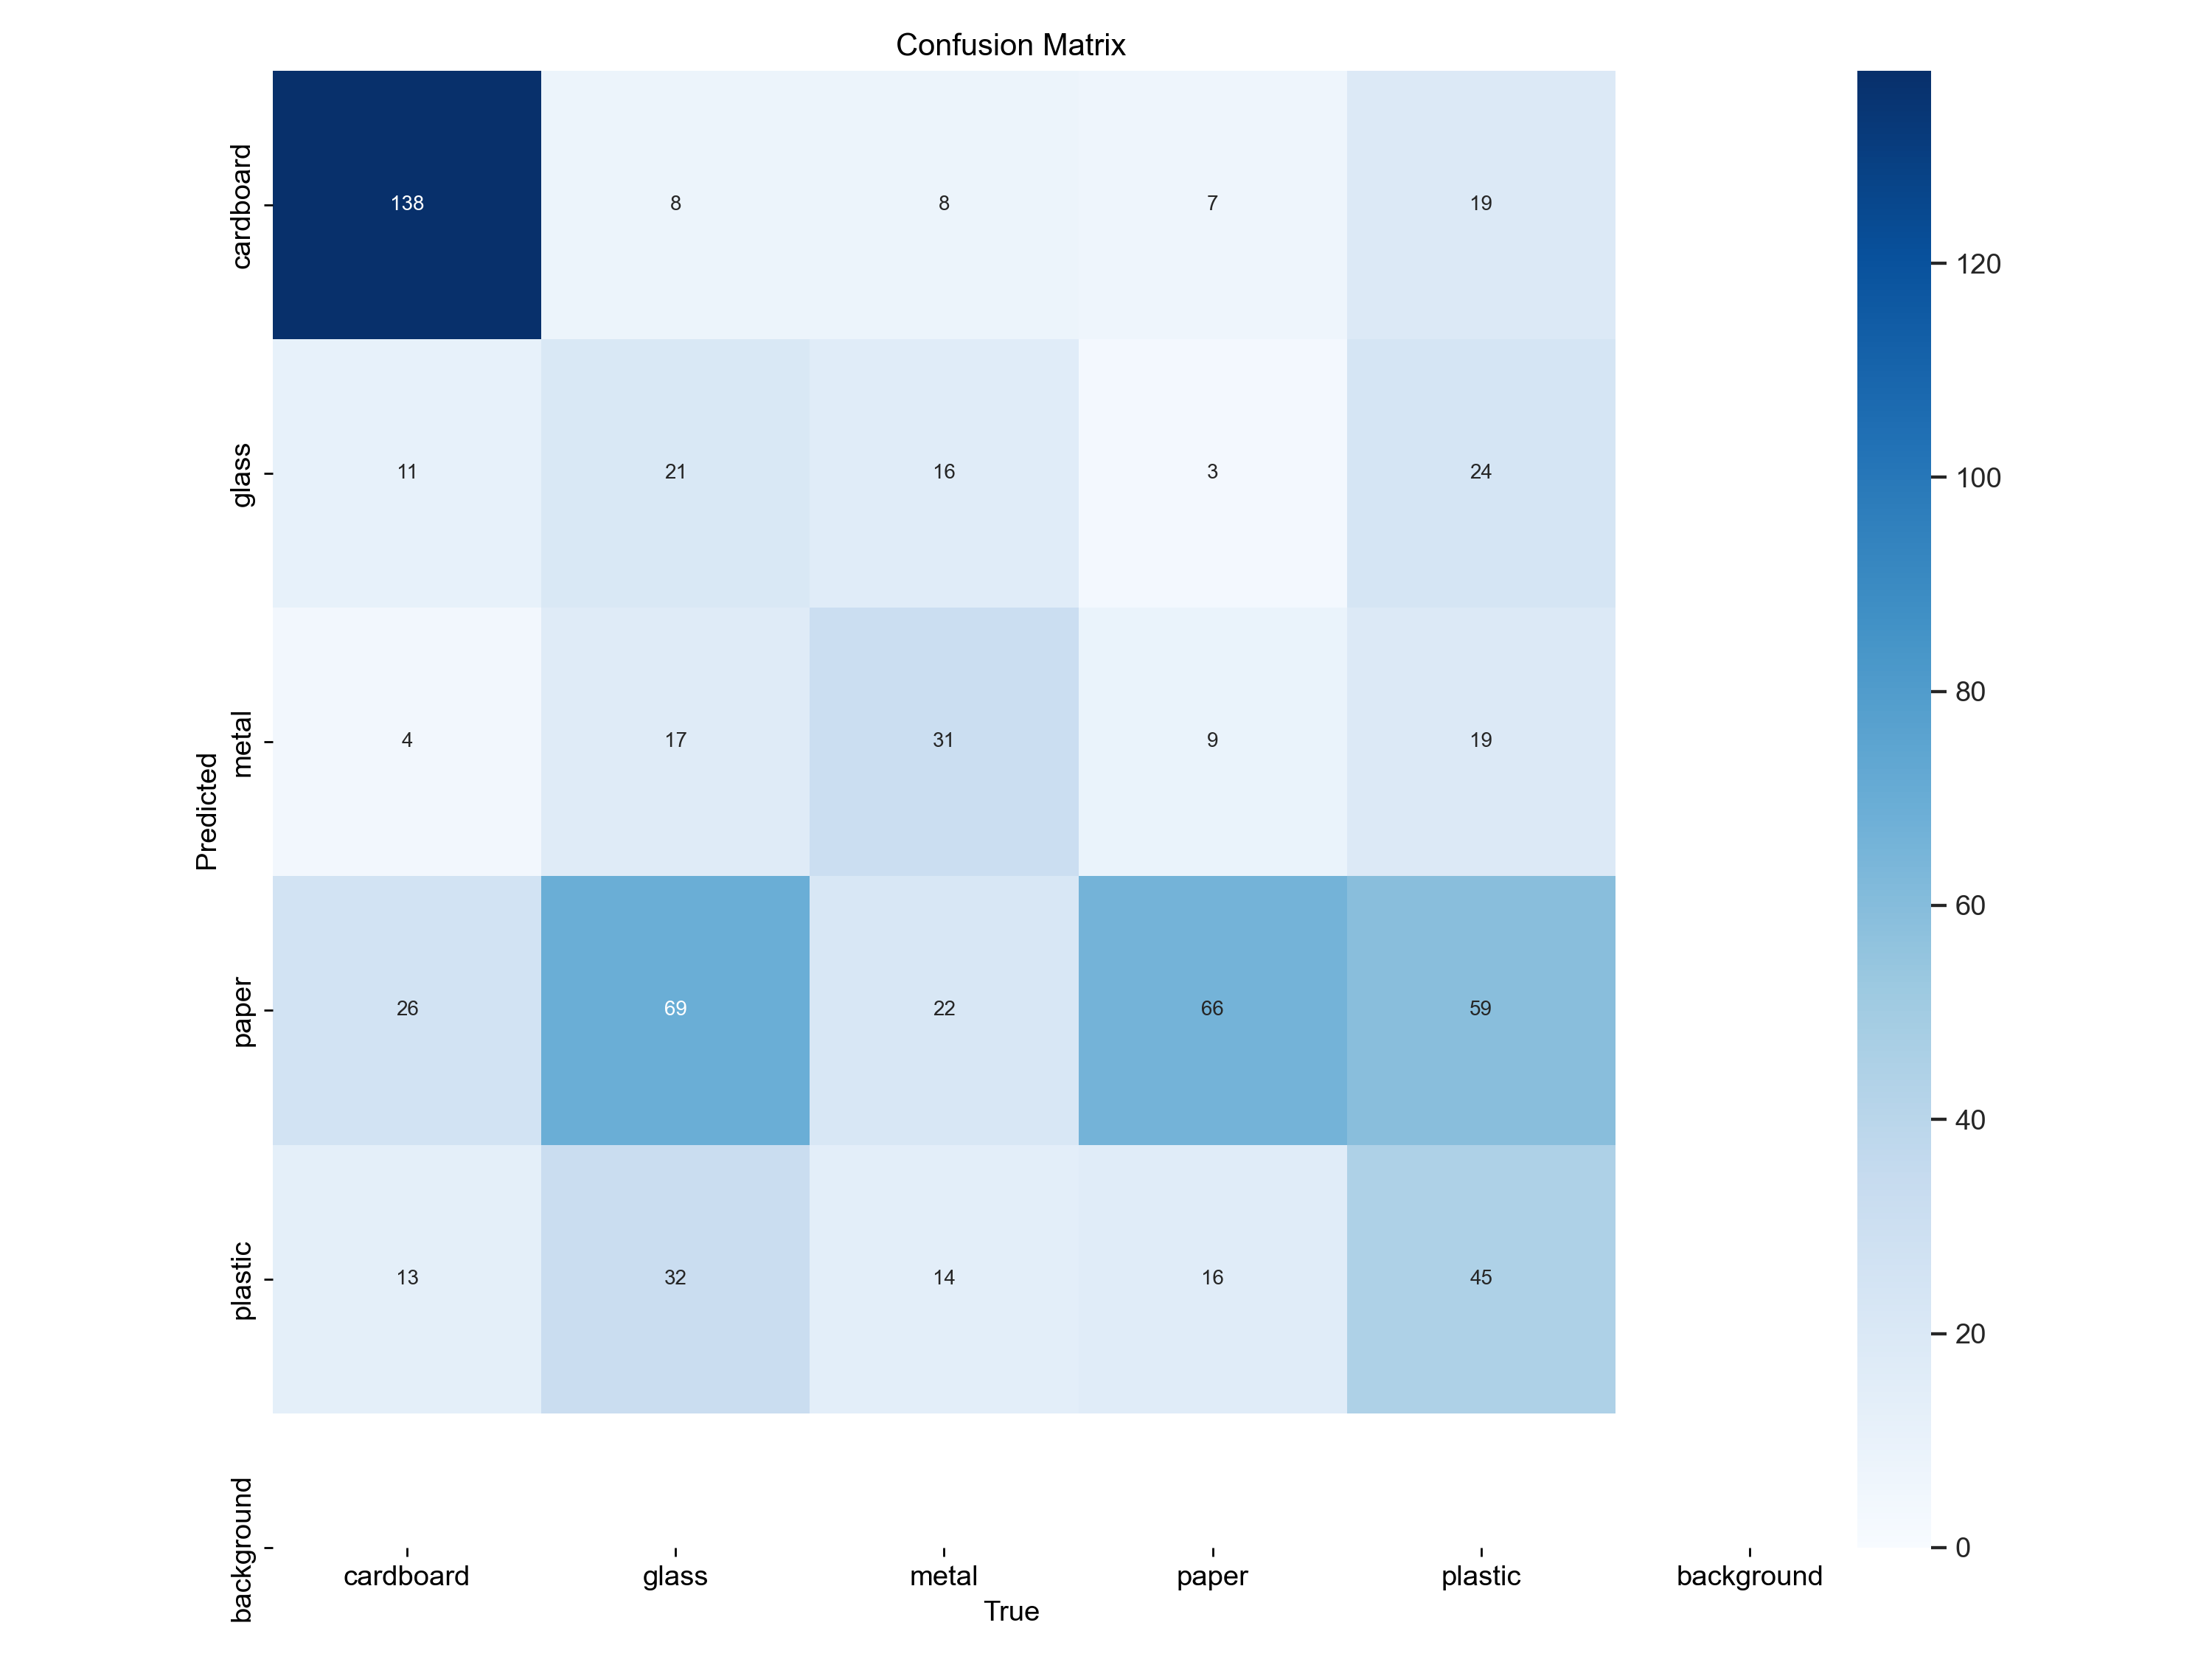 Confusion Matrix
cardboard
138 8 8 7 19
120
glass
11 21 16 3 24
100
metal
4 17 31 9 19
80
Predicted
paper
26 69 22 66 59
60
40
plastic
13 32 14 16 45
20
background
0
cardboard glass metal paper plastic background
True